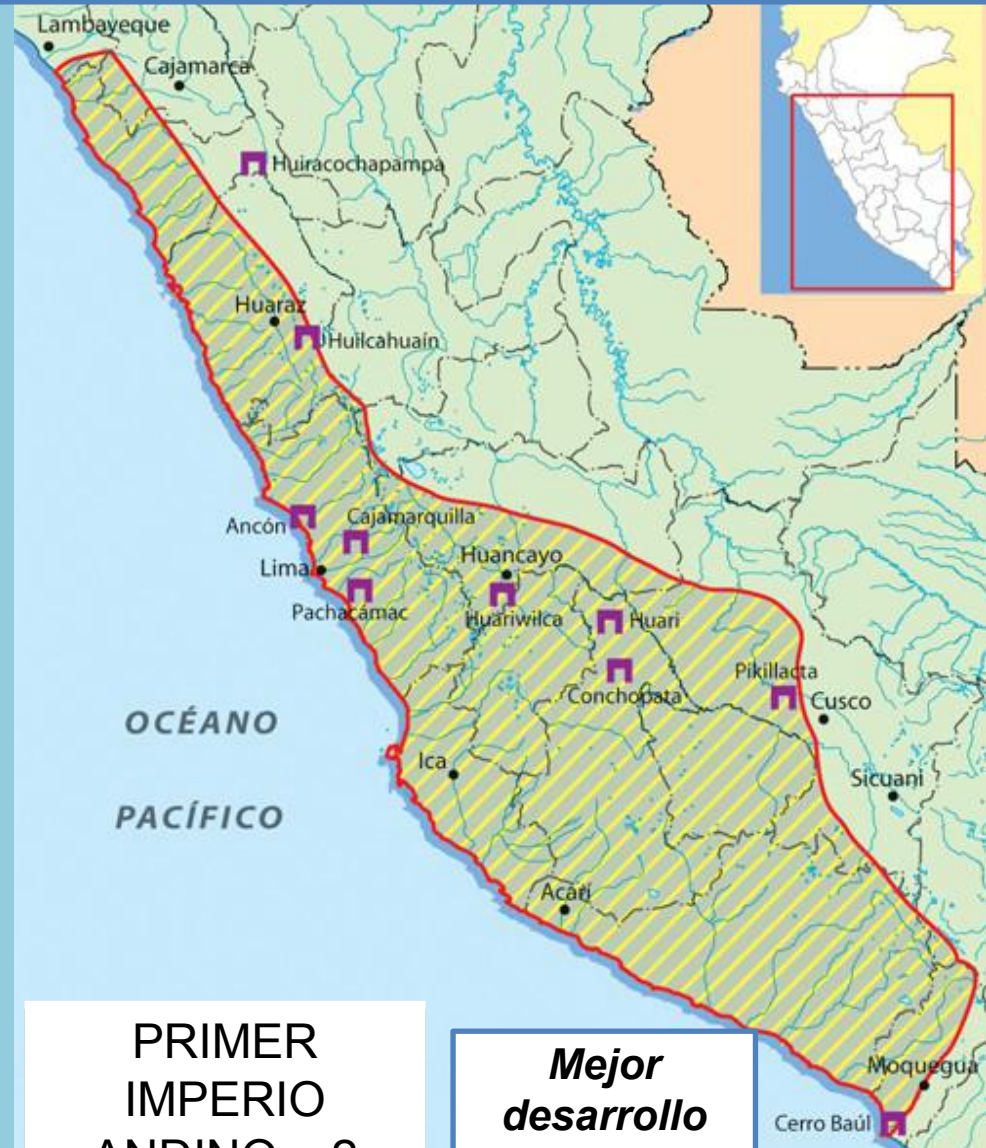 Lambayeque
Cajamarca
Huiracochapampa
Huaraz
Huilcahuaín
Ancón
Cajamarquilla
Lima
Huancayo
Pachacámac
Huariwilca
Huari
Conchopata
Pikillacta
Cusco
OCÉANO
PACÍFICO
Ica
Sicuani
Acarí
Moquegua
Cerro Baúl
PRIMER
IMPERIO
Mejor
desarrollo